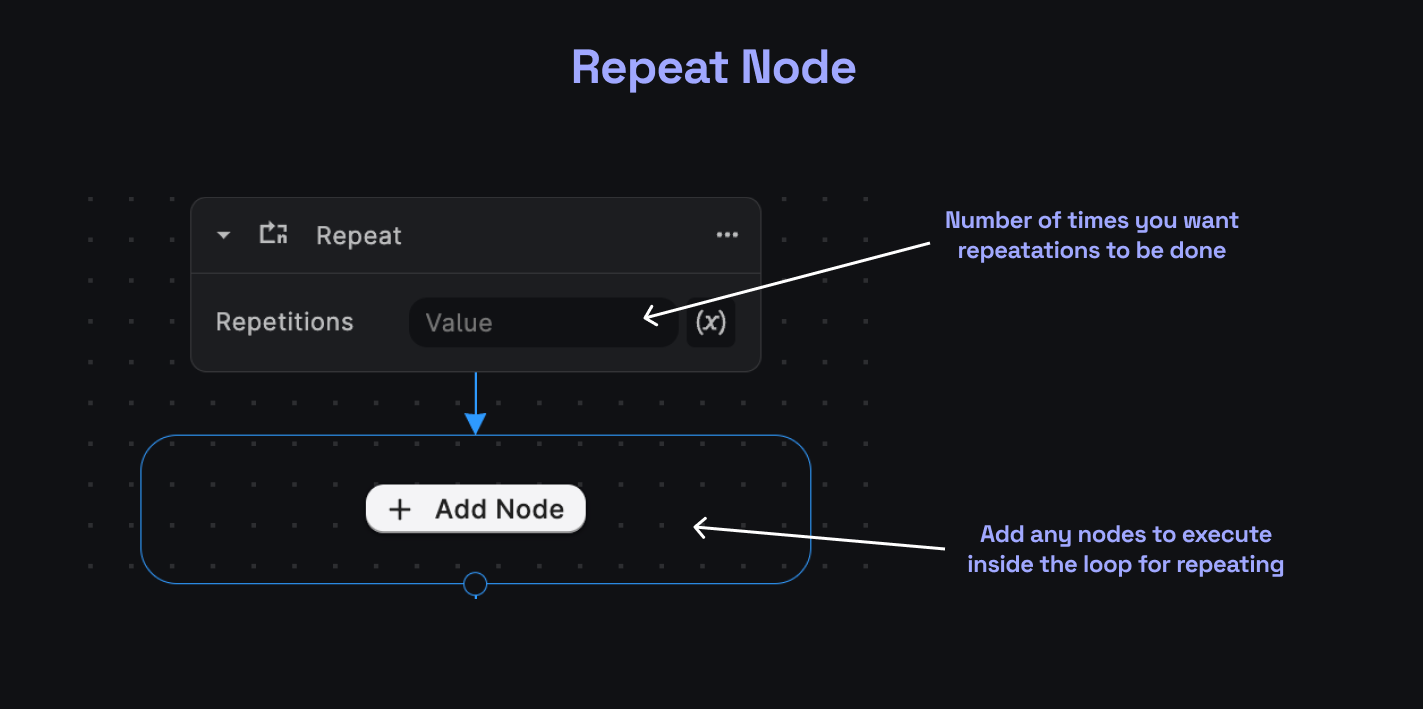 Repeat Node
Repeat
Number of times you want
repeatations to be done
Repetitions Value (x)
+ Add Node
Add any nodes to execute
inside the loop for repeating